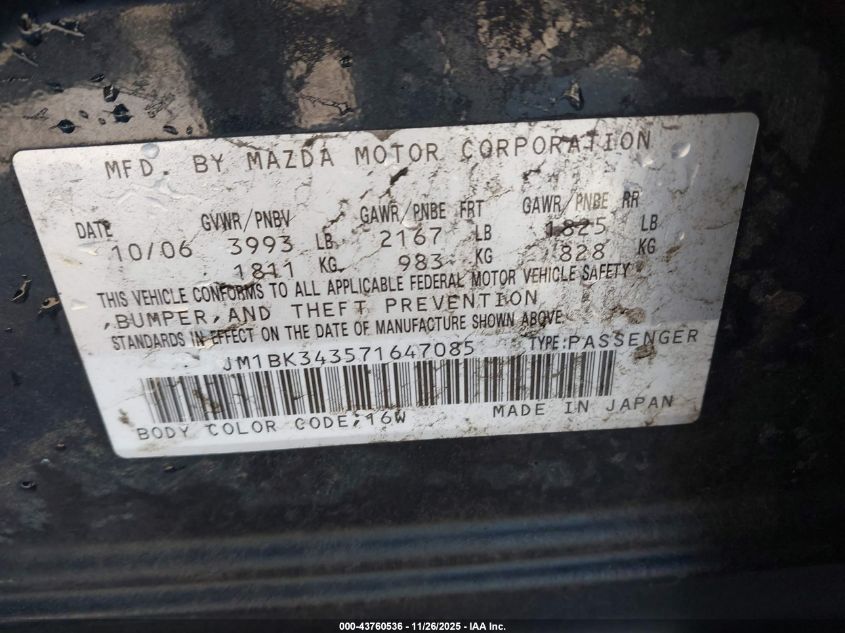 MFD. BY MAZDA MOTOR CORPORATION
DATE GVWR/PNBV GAWR/PNBE FRT GAWR/PNBE RR
10/06 3993 LB 2167 LB 1825 LB
1811 KG 983 KG 828 KG
THIS VEHICLE CONFORMS TO ALL APPLICABLE FEDERAL MOTOR VEHICLE SAFETY
,BUMPER,AND THEFT PREVENTION
STANDARDS IN EFFECT ON THE DATE OF MANUFACTURE SHOWN ABOVE.
JM1BK343571647085 TYPE:PASSENGER
BODY COLOR CODE;16W MADE IN JAPAN
000-43760536 - 11/26/2025 - IAA Inc.